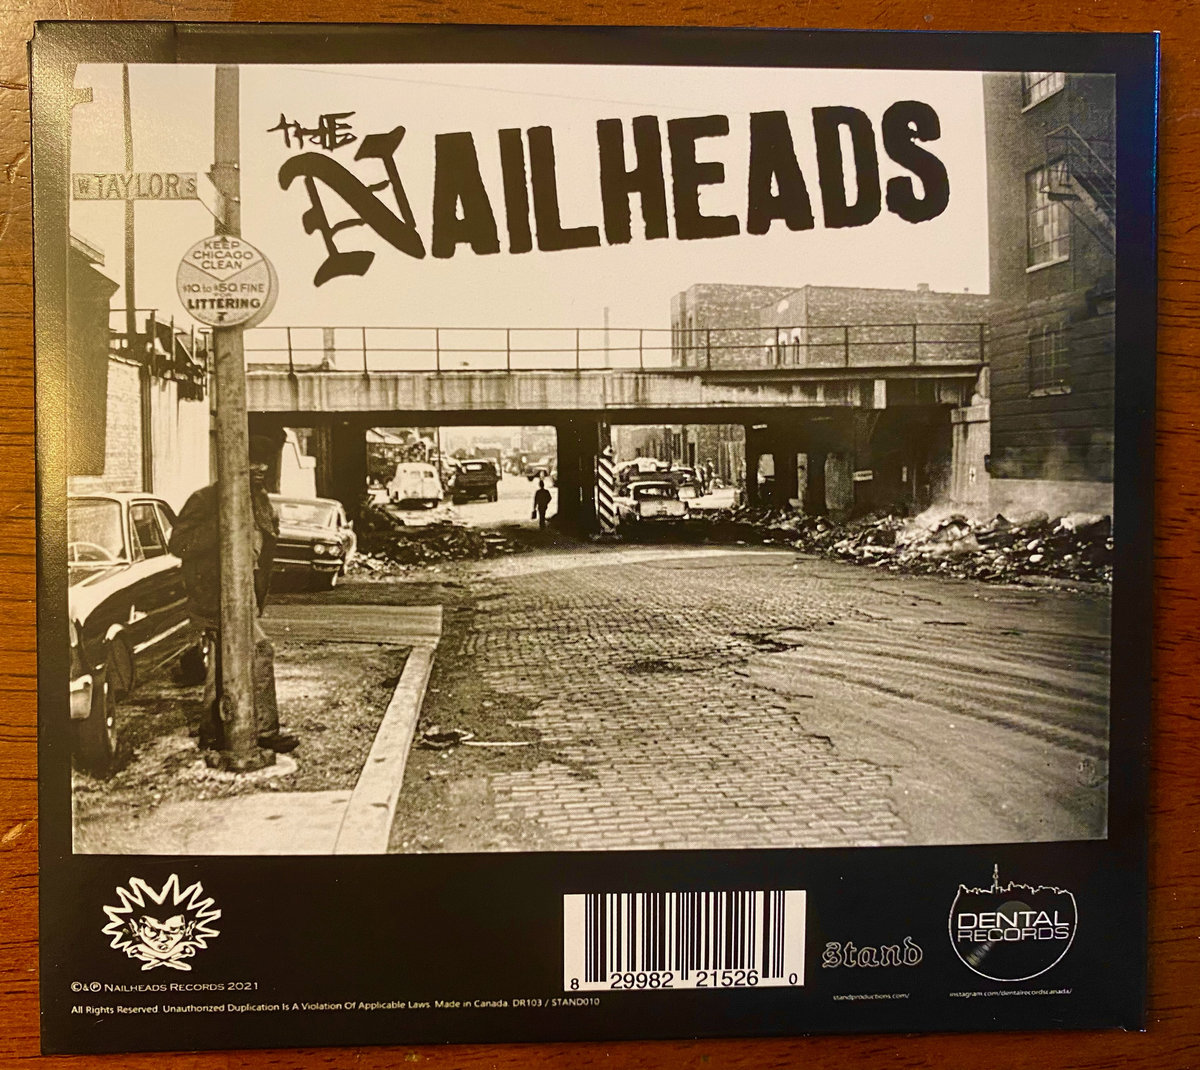 THE
NAILHEADS
W TAYLOR S
KEEP
CHICAGO
CLEAN
$10 to $50 FINE
FOR
LITTERING
DENTAL
RECORDS
stand
8 29982 21526 0
©&℗ NAILHEADS RECORDS 2021
standproductions.com/
instagram.com/dentalrecordscanada/
All Rights Reserved. Unauthorized Duplication Is A Violation Of Applicable Laws. Made in Canada. DR103 / STAND010